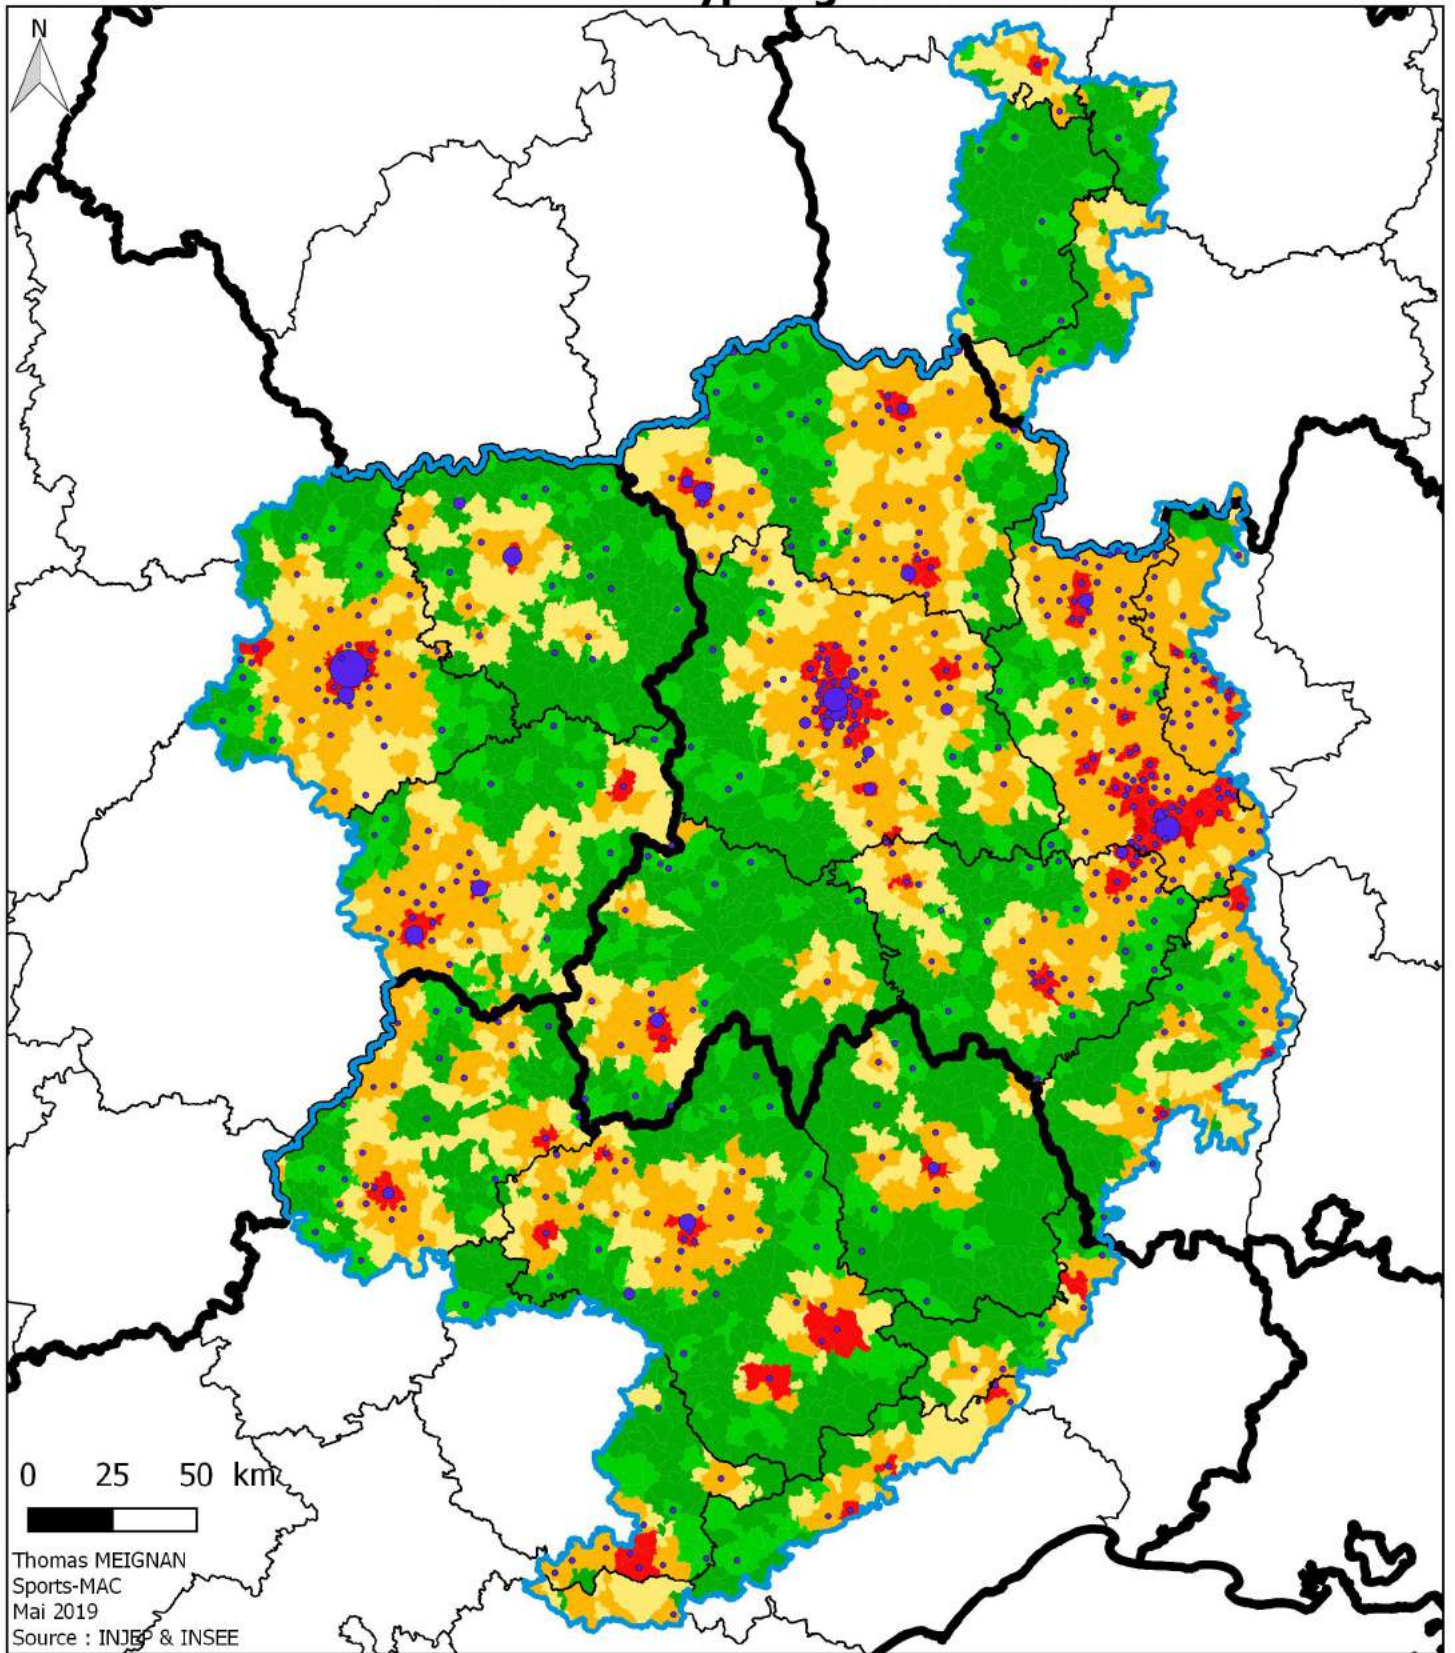 N
0 25 50 km
Thomas MEIGNAN
Sports-MAC
Mai 2019
Source : INJEP & INSEE